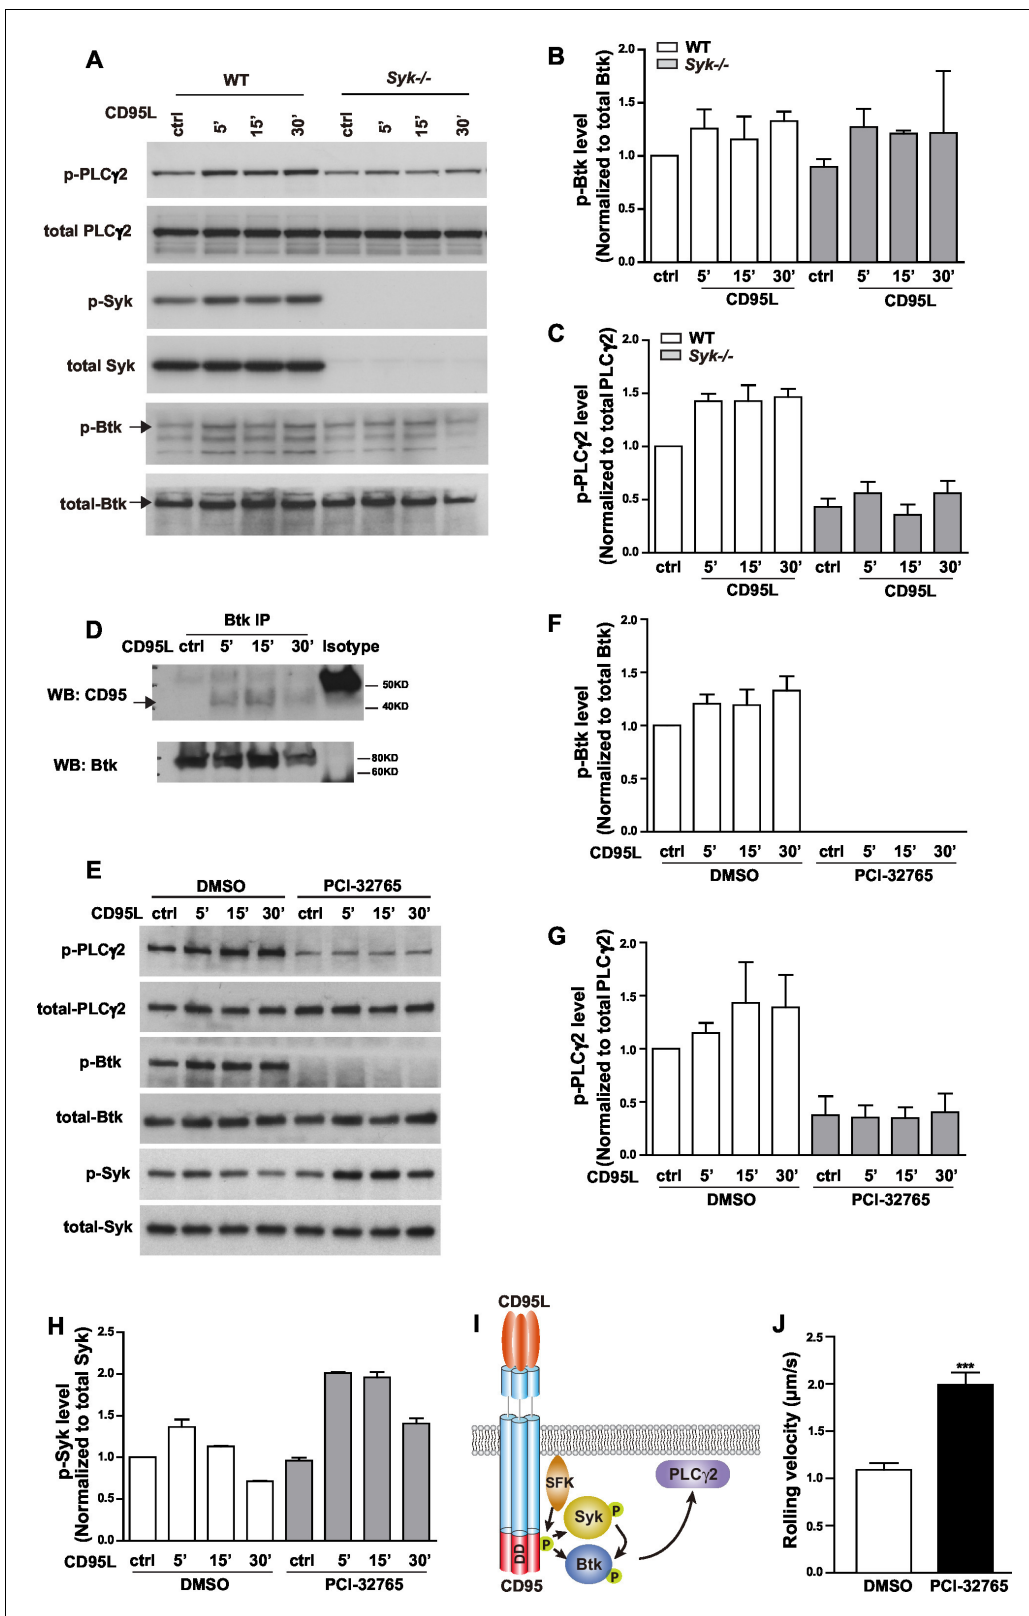 A
WT
Syk-/-
CD95L
ctrl
5’
15’
30’
ctrl
5’
15’
30’
p-PLCγ2
total PLCγ2
p-Syk
total Syk
p-Btk
total-Btk
B
WT
Syk-/-
p-Btk level
(Normalized to total Btk)
2.0
1.5
1.0
0.5
0.0
ctrl 5’ 15’ 30’ ctrl 5’ 15’ 30’
CD95L CD95L
C
WT
Syk-/-
p-PLCγ2 level
(Normalized to total PLCγ2)
2.0
1.5
1.0
0.5
0.0
ctrl 5’ 15’ 30’ ctrl 5’ 15’ 30’
CD95L CD95L
D
Btk IP
CD95L ctrl 5’ 15’ 30’ Isotype
WB: CD95
50KD
40KD
WB: Btk
80KD
60KD
E
DMSO PCI-32765
CD95L ctrl 5’ 15’ 30’ ctrl 5’ 15’ 30’
p-PLCγ2
total-PLCγ2
p-Btk
total-Btk
p-Syk
total-Syk
F
p-Btk level
(Normalized to total Btk)
2.0
1.5
1.0
0.5
0.0
CD95L ctrl 5’ 15’ 30’ ctrl 5’ 15’ 30’
DMSO PCI-32765
G
p-PLCγ2 level
(Normalized to total PLCγ2)
2.0
1.5
1.0
0.5
0.0
CD95L ctrl 5’ 15’ 30’ ctrl 5’ 15’ 30’
DMSO PCI-32765
H
p-Syk level
(Normalized to total Syk)
2.5
2.0
1.5
1.0
0.5
0.0
CD95L ctrl 5’ 15’ 30’ ctrl 5’ 15’ 30’
DMSO PCI-32765
I
CD95L
SFK
PLCγ2
Syk
P
P
DD
Btk
P
CD95
J
Rolling velocity (μm/s)
2.5
2.0
1.5
1.0
0.5
0.0
***
DMSO PCI-32765